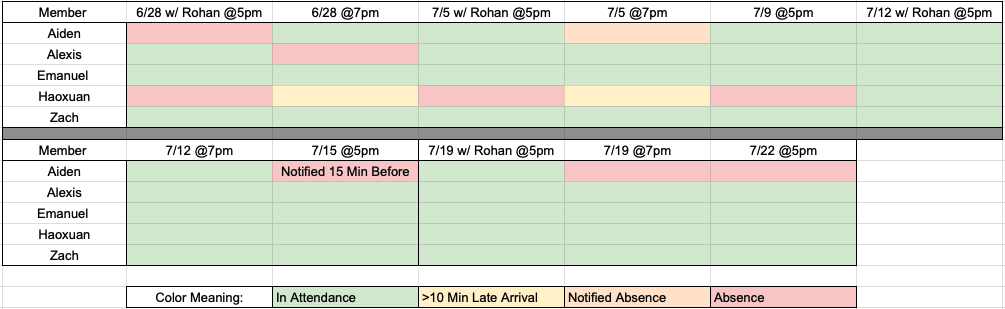 Member 6/28 w/ Rohan @5pm 6/28 @7pm 7/5 w/ Rohan @5pm 7/5 @7pm 7/9 @5pm 7/12 w/ Rohan @5pm
Aiden
Alexis
Emanuel
Haoxuan
Zach
Member 7/12 @7pm 7/15 @5pm 7/19 w/ Rohan @5pm 7/19 @7pm 7/22 @5pm
Aiden Notified 15 Min Before
Alexis
Emanuel
Haoxuan
Zach
Color Meaning: In Attendance >10 Min Late Arrival Notified Absence Absence